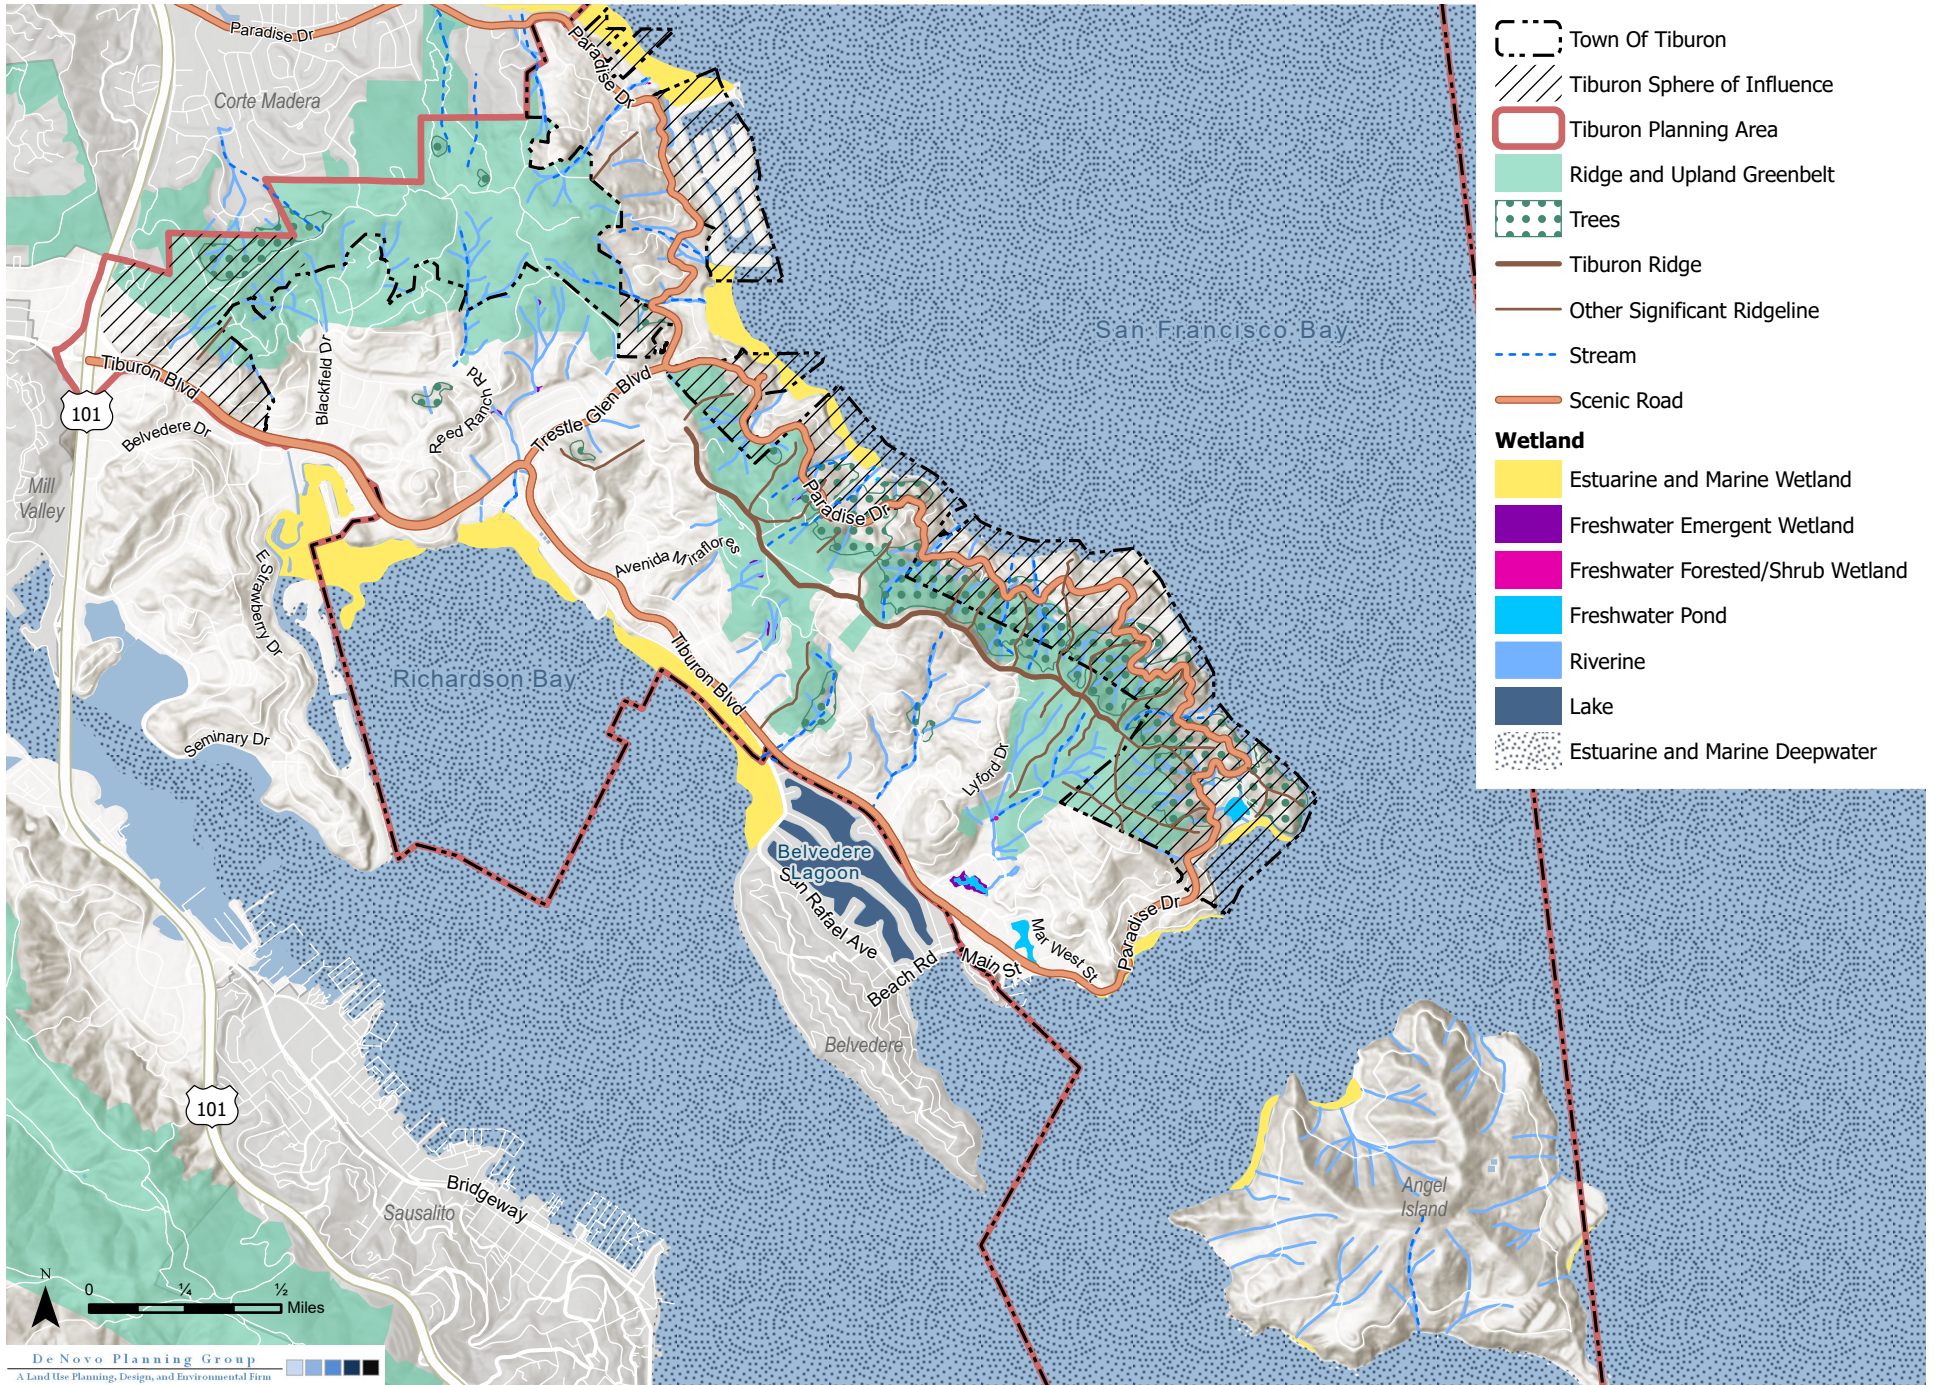 Paradise Dr
Corte Madera
Paradise Dr
Tiburon Blvd
101
Belvedere Dr
Blackfield Dr
Reed Ranch Rd
Trestle Glen Blvd
San Francisco Bay
Mill
Valley
Paradise Dr
Avenida Miraflores
E Strawberry Dr
Richardson Bay
Tiburon Blvd
Seminary Dr
Lyford Dr
Belvedere
Lagoon
San Rafael Ave
Beach Rd
Main St
Mar West St
Paradise Dr
Belvedere
101
Bridgeway
Sausalito
Angel
Island
Town Of Tiburon
Tiburon Sphere of Influence
Tiburon Planning Area
Ridge and Upland Greenbelt
Trees
Tiburon Ridge
Other Significant Ridgeline
Stream
Scenic Road
Wetland
Estuarine and Marine Wetland
Freshwater Emergent Wetland
Freshwater Forested/Shrub Wetland
Freshwater Pond
Riverine
Lake
Estuarine and Marine Deepwater
N
0 ¼ ½
Miles
De Novo Planning Group
A Land Use Planning, Design, and Environmental Firm